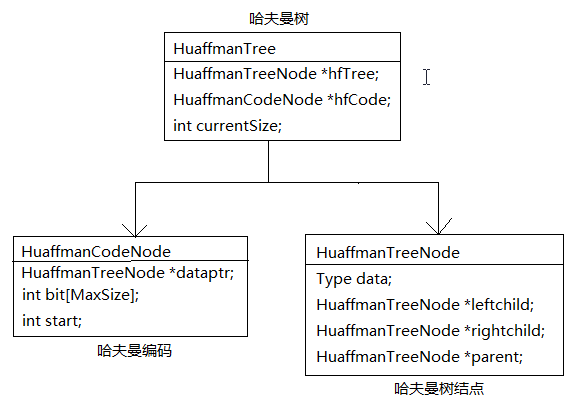 哈夫曼树
HuaffmanTree
HuaffmanTreeNode *hfTree;
HuaffmanCodeNode *hfCode;
int currentSize;
HuaffmanCodeNode
HuaffmanTreeNode *dataptr;
int bit[MaxSize];
int start;
哈夫曼编码
HuaffmanTreeNode
Type data;
HuaffmanTreeNode *leftchild;
HuaffmanTreeNode *rightchild;
HuaffmanTreeNode *parent;
哈夫曼树结点